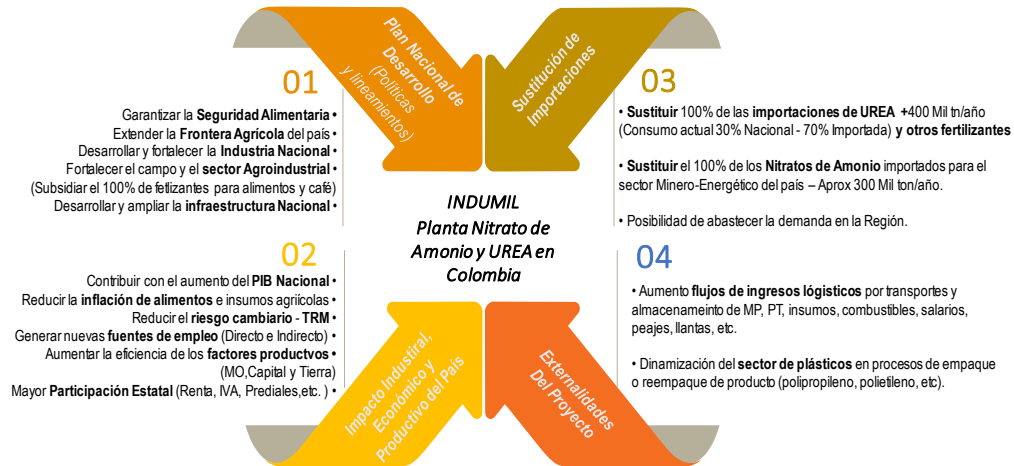 Plan Nacional de
Desarrollo
(Políticas
y lineamientos)
01
Garantizar la Seguridad Alimentaria •
Extender la Frontera Agrícola del país •
Desarrollar y fortalecer la Industria Nacional •
Fortalecer el campo y el sector Agroindustrial •
(Subsidiar el 100% de fetlizantes para alimentos y café)
Desarrollar y ampliar la infraestructura Nacional •
Sustitución de
Importaciones
03
• Sustituir 100% de las importaciones de UREA +400 Mil tn/año
(Consumo actual 30% Nacional - 70% Importada) y otros fertilizantes
• Sustituir el 100% de los Nitratos de Amonio importados para el
sector Minero-Energético del país – Aprox 300 Mil ton/año.
• Posibilidad de abastecer la demanda en la Región.
INDUMIL
Planta Nitrato de
Amonio y UREA en
Colombia
02
Contribuir con el aumento del PIB Nacional •
Reducir la inflación de alimentos e insumos agrícolas •
Reducir el riesgo cambiario - TRM •
Generar nuevas fuentes de empleo (Directo e Indirecto) •
Aumentar la eficiencia de los factores productvos •
(MO,Capital y Tierra)
Mayor Participación Estatal (Renta, IVA, Prediales,etc. ) •
Impacto Industiral,
Económico y
Productivo del País
04
• Aumento flujos de ingresos lógisticos por transportes y
almacenameinto de MP, PT, insumos, combustibles, salarios,
peajes, llantas, etc.
• Dinamización del sector de plásticos en procesos de empaque
o reempaque de producto (polipropileno, polietileno, etc).
Externalidades
Del Proyecto